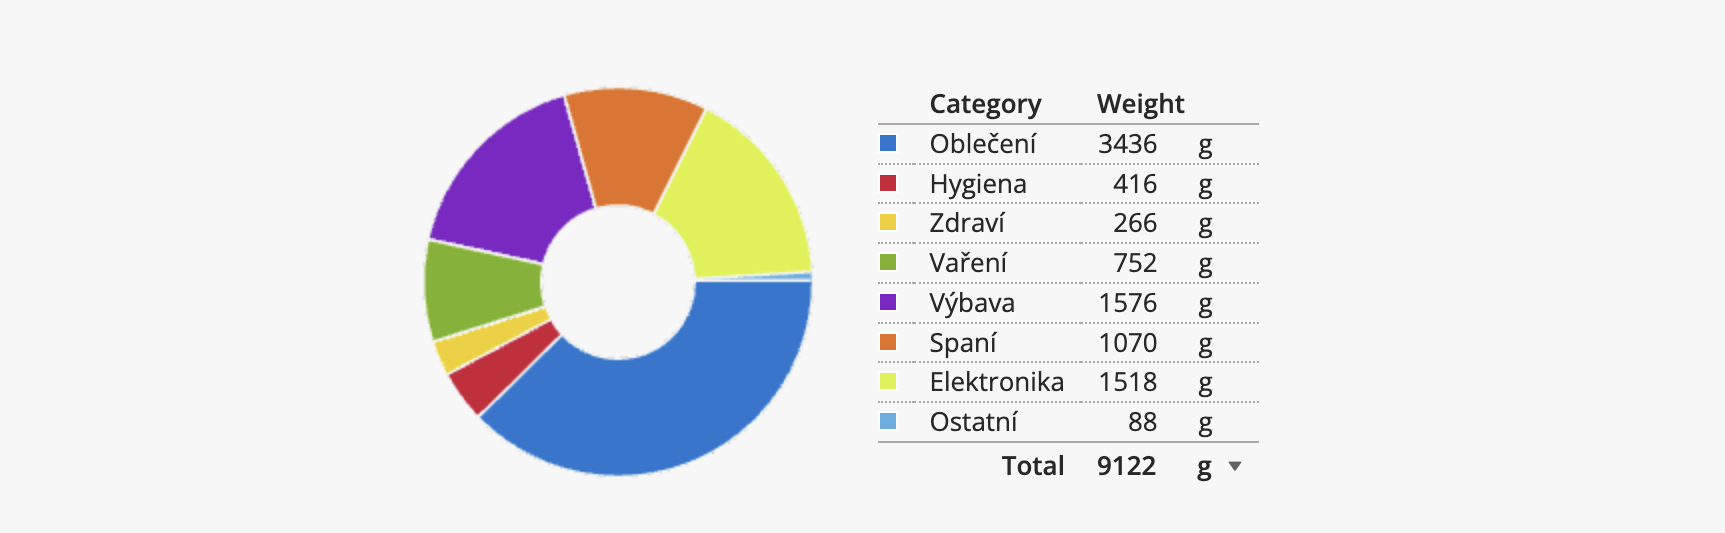 Category Weight
Oblečení 3436 g
Hygiena 416 g
Zdraví 266 g
Vaření 752 g
Výbava 1576 g
Spaní 1070 g
Elektronika 1518 g
Ostatní 88 g
Total 9122 g